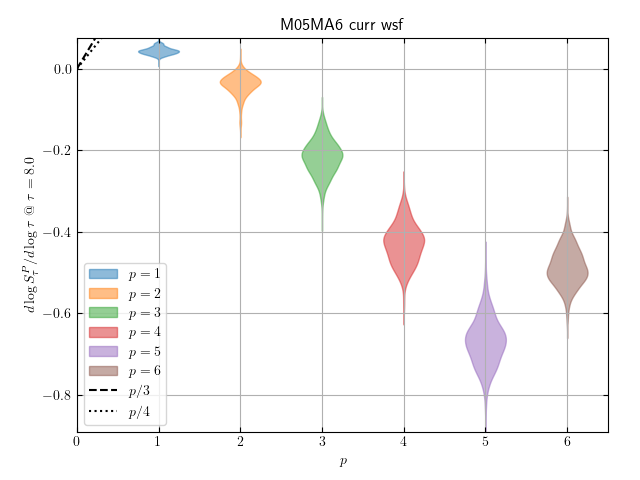 M05MA6 curr wsf
d log S_τ^P / d log τ @ τ = 8.0
0.0
−0.2
−0.4
−0.6
−0.8
p = 1
p = 2
p = 3
p = 4
p = 5
p = 6
p/3
p/4
0 1 2 3 4 5 6
p